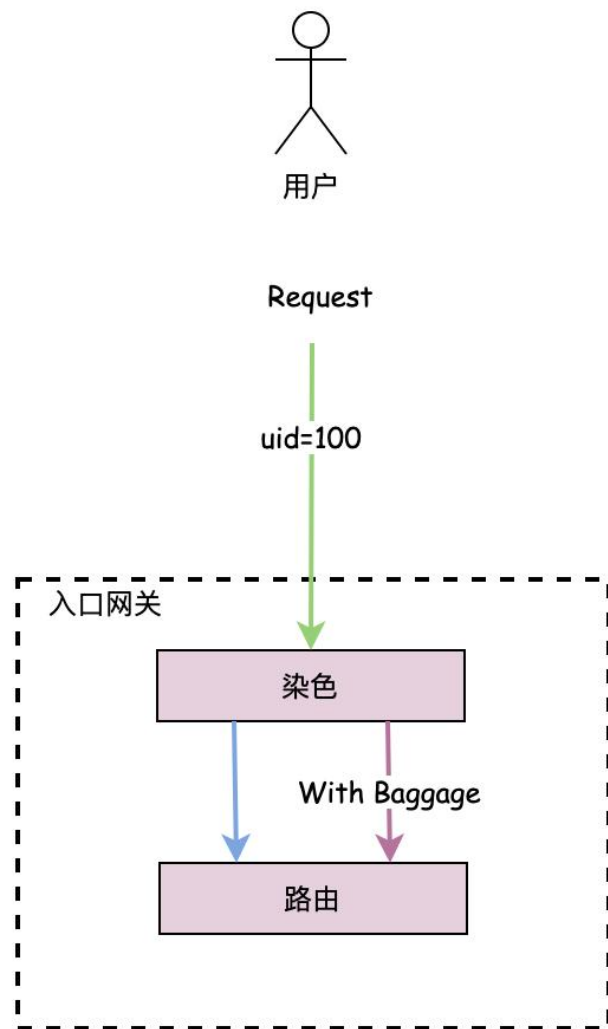 用户
Request
uid=100
入口网关
染色
With Baggage
路由